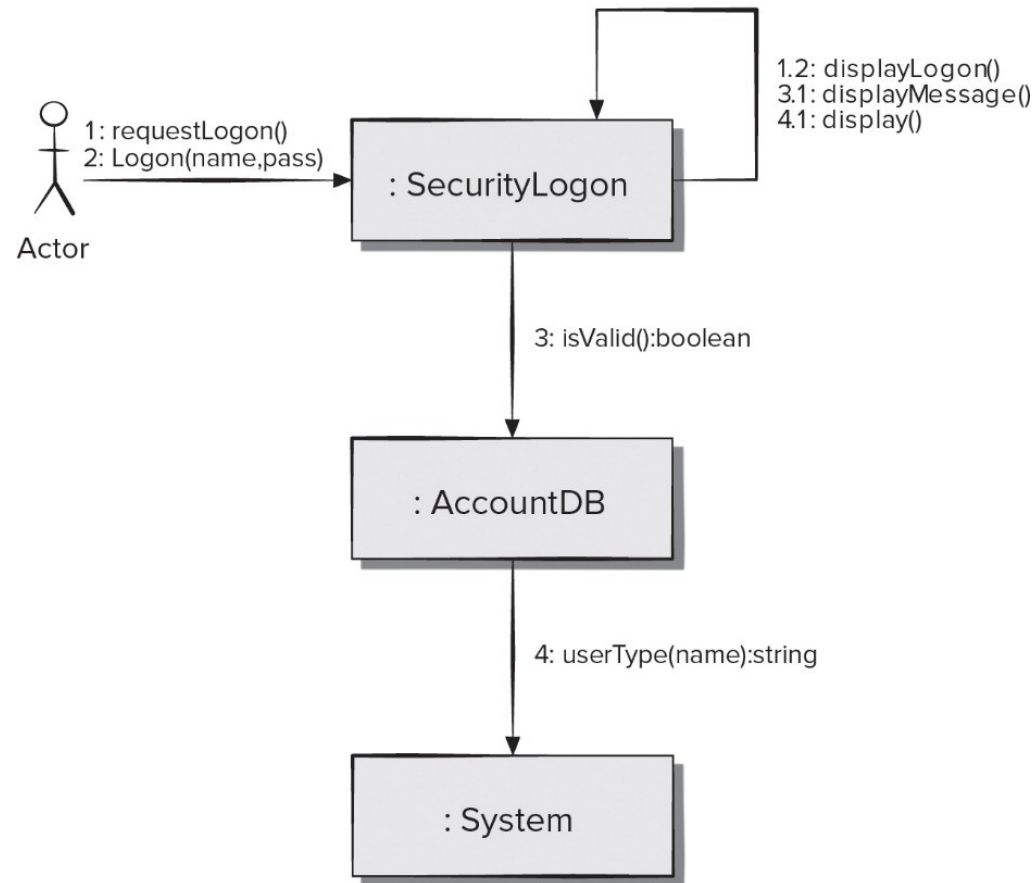 1.2: displayLogon()
3.1: displayMessage()
4.1: display()
1: requestLogon()
2: Logon(name,pass)
: SecurityLogon
Actor
3: isValid():boolean
: AccountDB
4: userType(name):string
: System